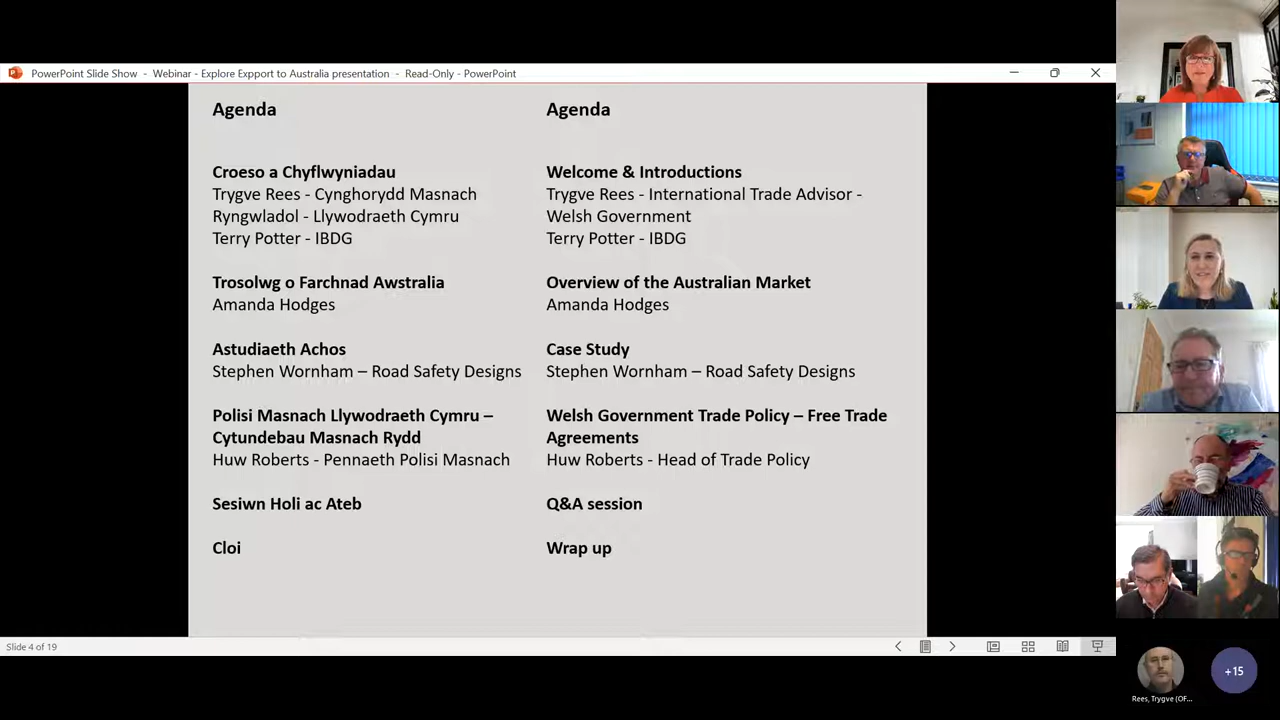 PowerPoint Slide Show - Webinar - Explore Expport to Australia presentation - Read-Only - PowerPoint
Agenda
Croeso a Chyflwyniadau
Trygve Rees - Cynghorydd Masnach
Ryngwladol - Llywodraeth Cymru
Terry Potter - IBDG
Trosolwg o Farchnad Awstralia
Amanda Hodges
Astudiaeth Achos
Stephen Wornham – Road Safety Designs
Polisi Masnach Llywodraeth Cymru –
Cytundebau Masnach Rydd
Huw Roberts - Pennaeth Polisi Masnach
Sesiwn Holi ac Ateb
Cloi
Agenda
Welcome & Introductions
Trygve Rees - International Trade Advisor -
Welsh Government
Terry Potter - IBDG
Overview of the Australian Market
Amanda Hodges
Case Study
Stephen Wornham – Road Safety Designs
Welsh Government Trade Policy – Free Trade
Agreements
Huw Roberts - Head of Trade Policy
Q&A session
Wrap up
Slide 4 of 19
+15
Rees, Trygve (OF...